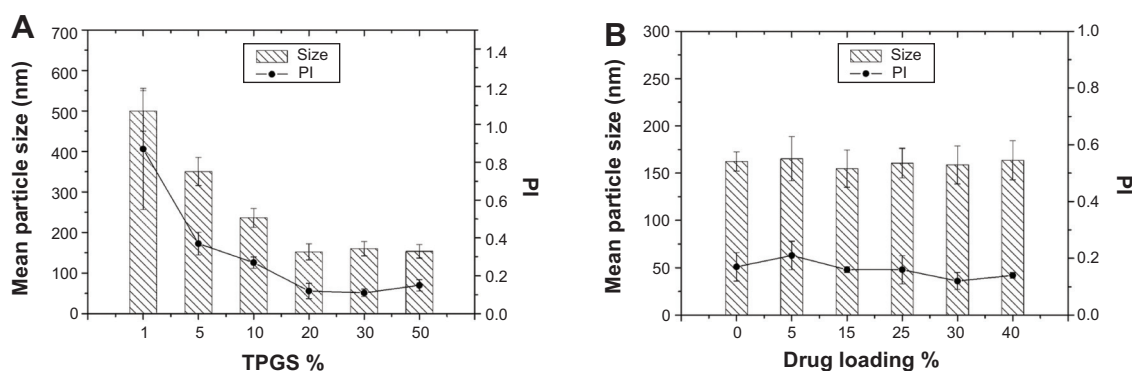 A
700
600
500
400
300
200
100
0
Mean particle size (nm)
Size
PI
1.4
1.2
1.0
0.8
0.6
0.4
0.2
0.0
PI
1 5 10 20 30 50
TPGS %
B
300
250
200
150
100
50
0
Mean particle size (nm)
Size
PI
1.0
0.8
0.6
0.4
0.2
0.0
PI
0 5 15 25 30 40
Drug loading %